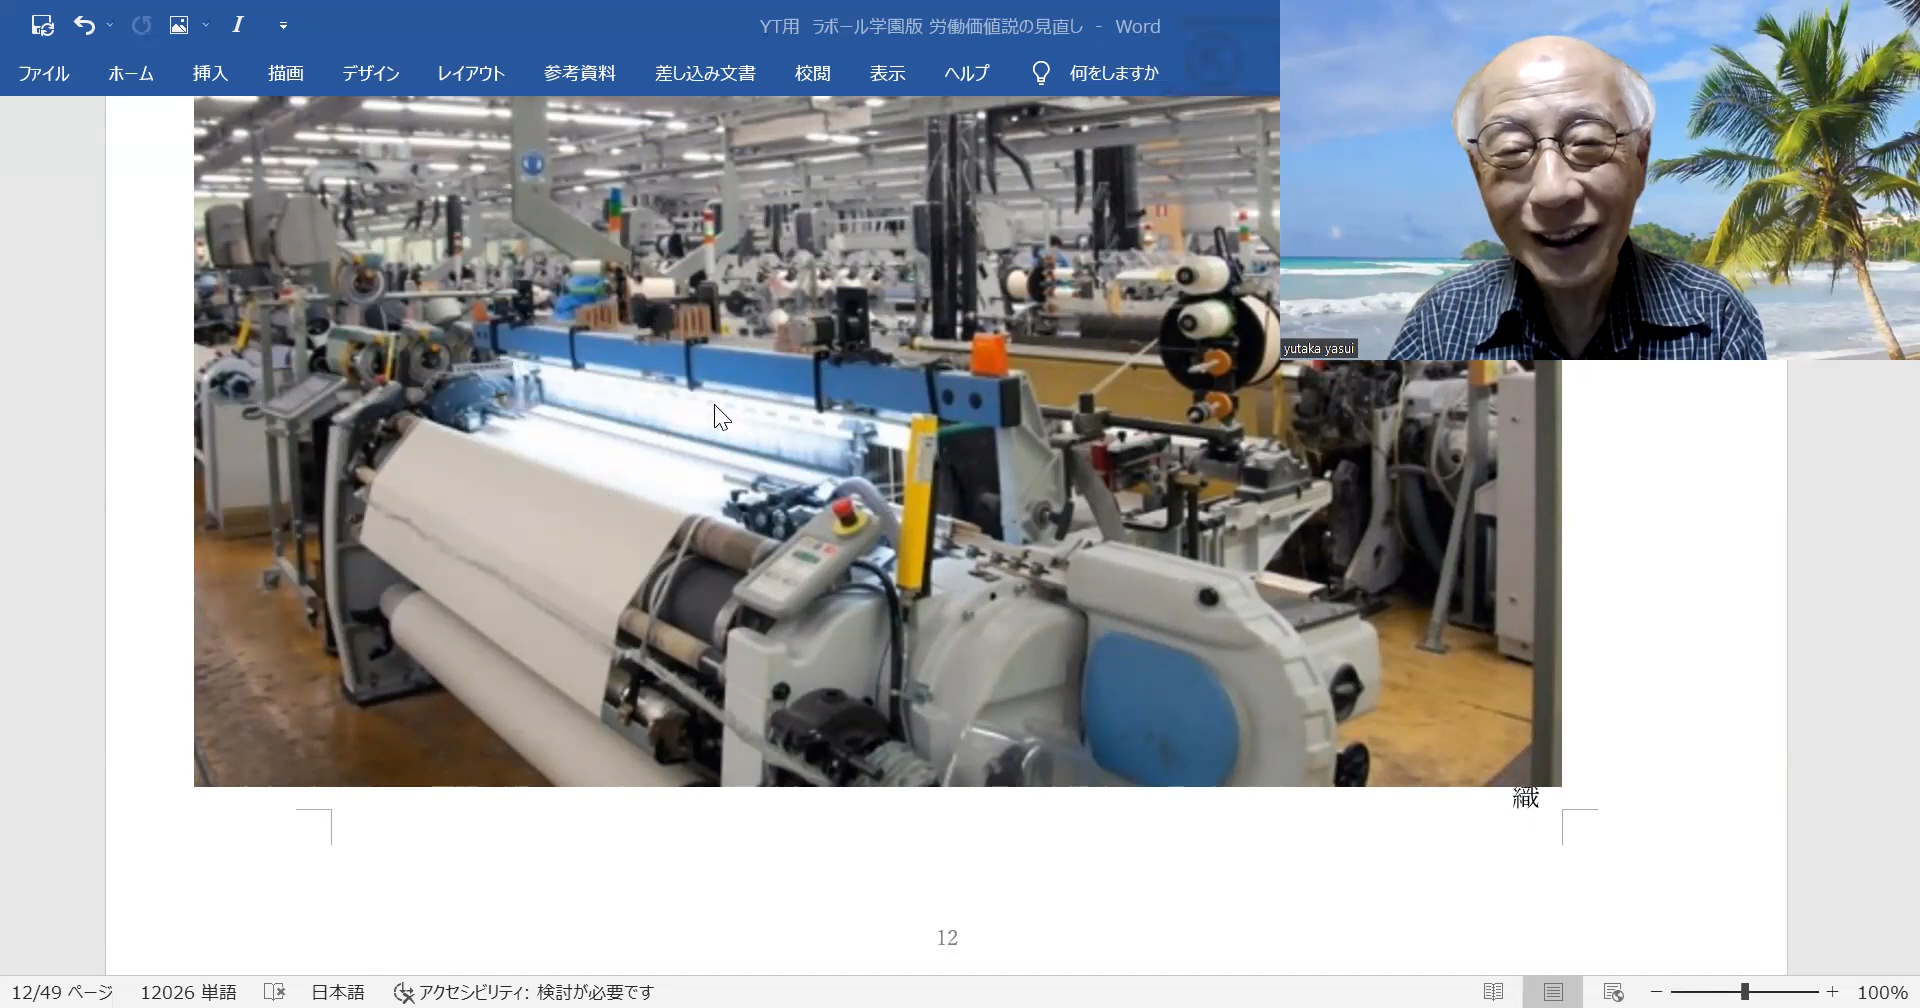 YT用 ラボール学園版 労働価値説の見直し - Word
ファイル ホーム 挿入 描画 デザイン レイアウト 参考資料 差し込み文書 校閲 表示 ヘルプ 何をしますか
yutaka yasui
織
12
12/49 ページ 12026 単語 日本語 アクセシビリティ: 検討が必要です 100%